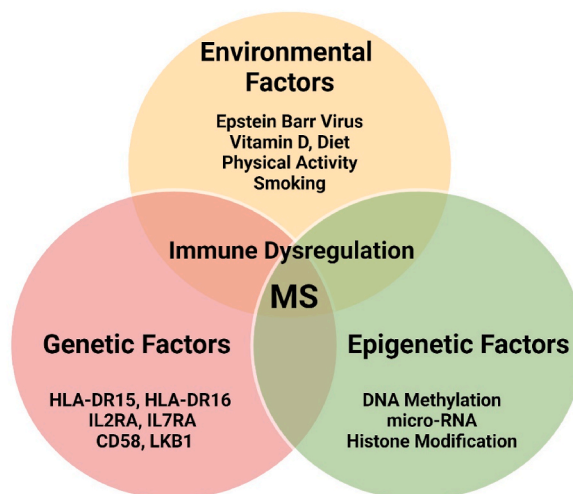 Environmental
Factors
Epstein Barr Virus
Vitamin D, Diet
Physical Activity
Smoking
Immune Dysregulation
MS
Genetic Factors
HLA-DR15, HLA-DR16
IL2RA, IL7RA
CD58, LKB1
Epigenetic Factors
DNA Methylation
micro-RNA
Histone Modification